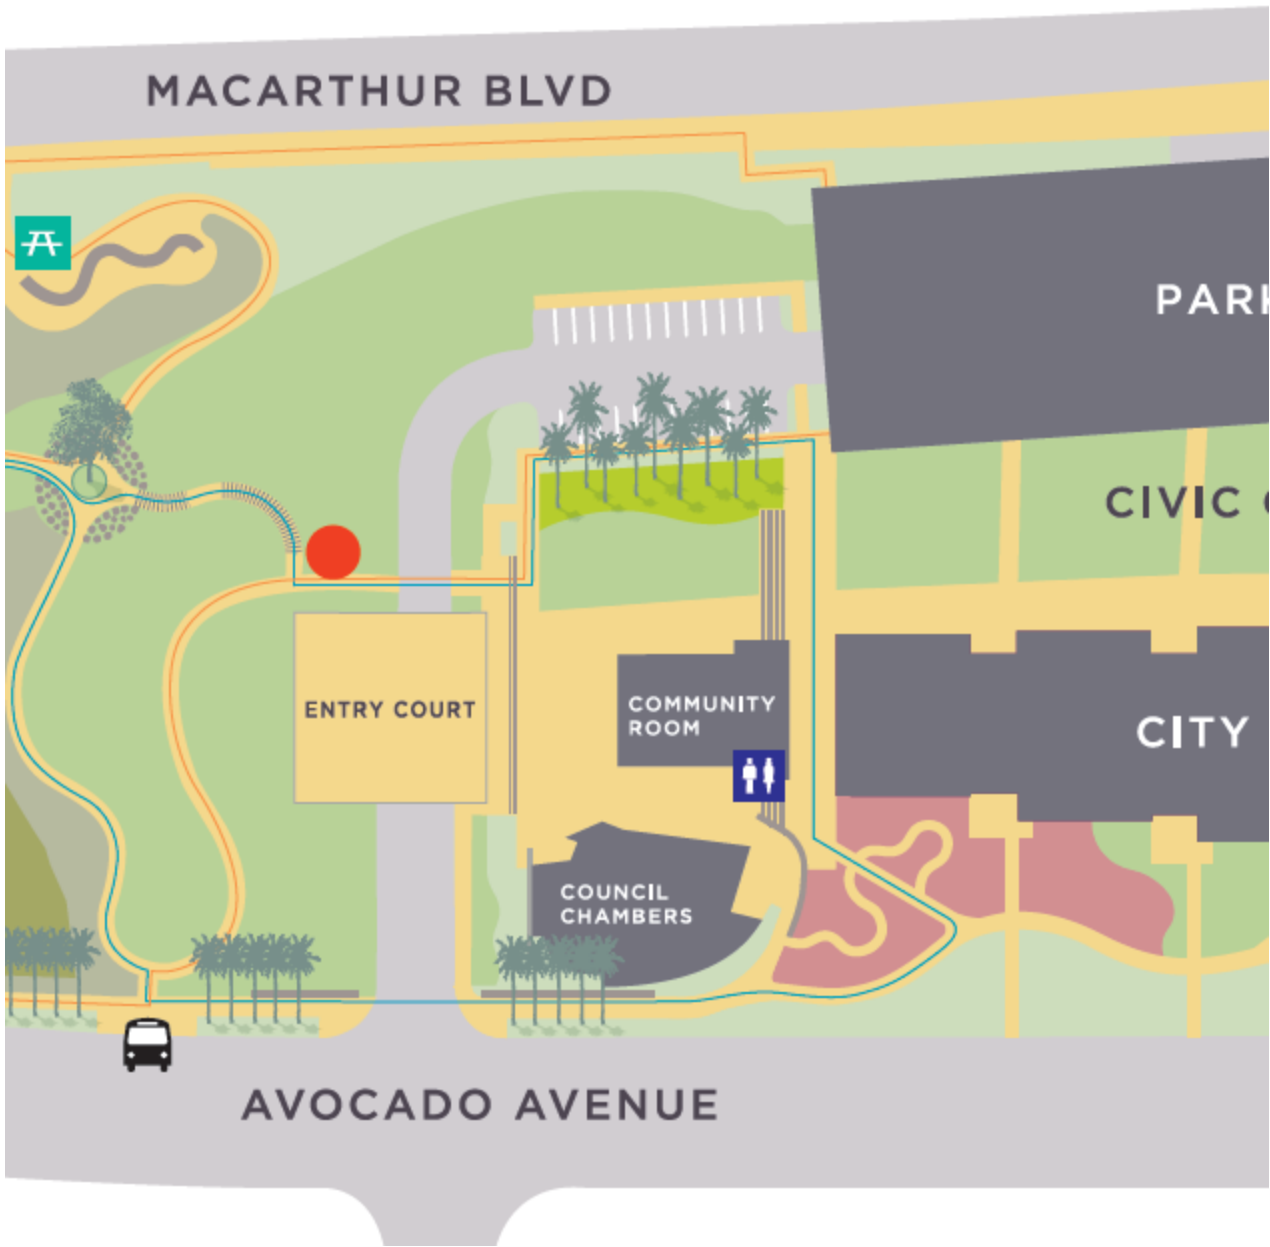 MACARTHUR BLVD
PARK
CIVIC
ENTRY COURT
COMMUNITY
ROOM
CITY
COUNCIL
CHAMBERS
AVOCADO AVENUE